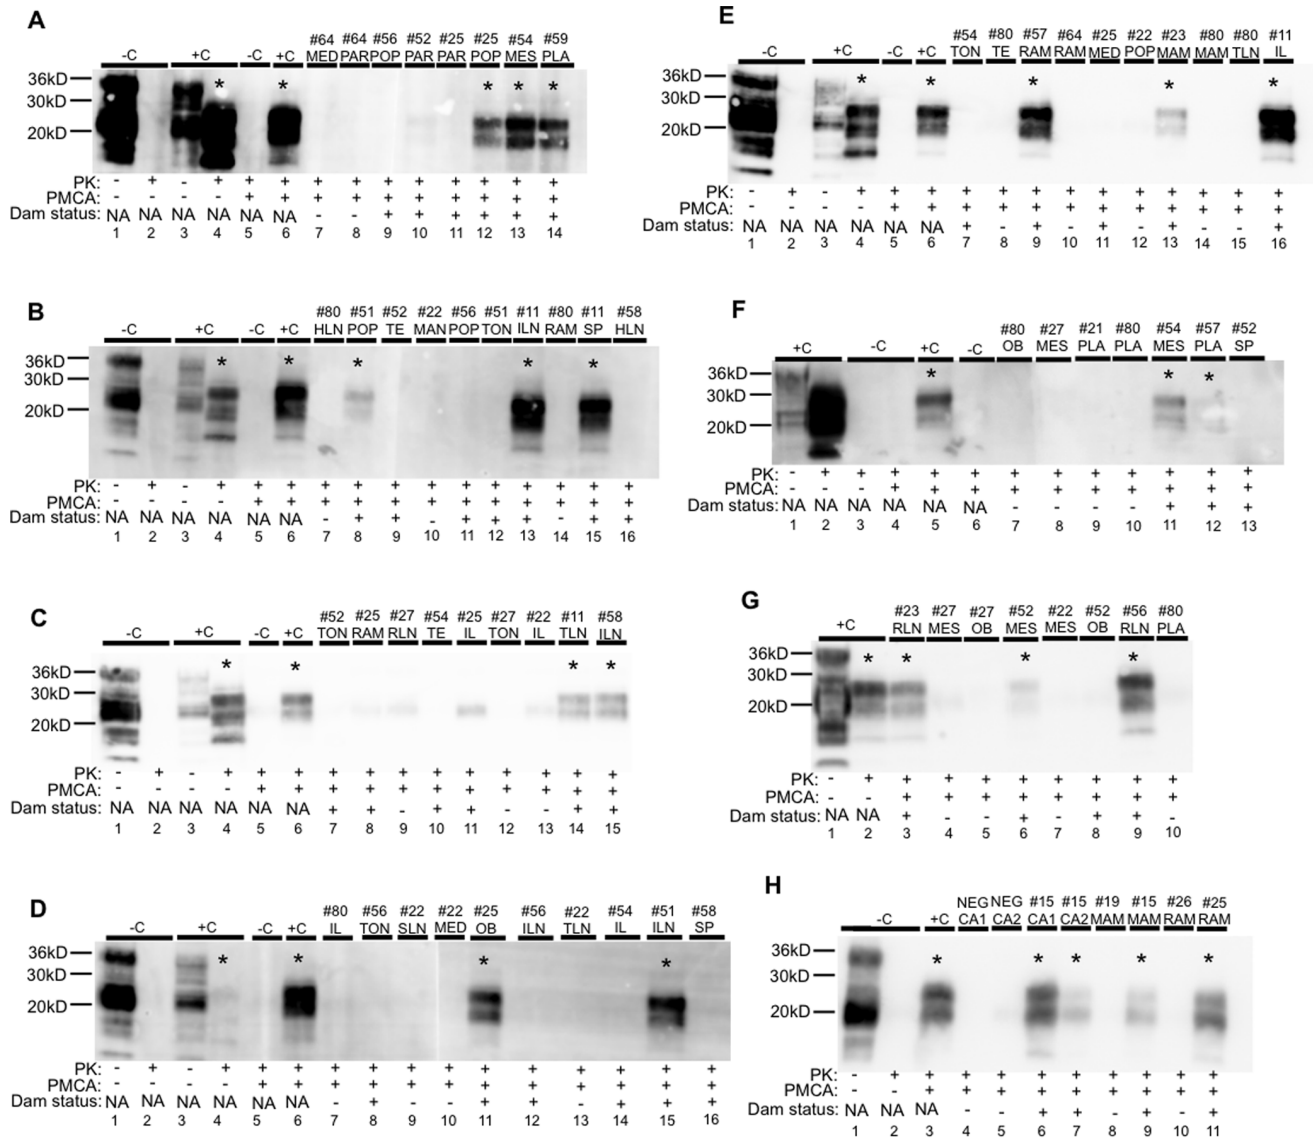 A
-C +C -C +C #64 MED #64 PAR #56 POP #52 PAR #25 PAR #25 POP #54 MES #59 PLA
* * * * *
36kD
30kD
20kD
PK: - + - + + + + + + + + + + +
PMCA: - - - - + + + + + + + + + +
Dam status: NA NA NA NA NA NA - - + + + + + +
1 2 3 4 5 6 7 8 9 10 11 12 13 14
B
-C +C -C +C #80 HLN #51 POP #52 TE #22 MAN #56 POP #51 TON #11 ILN #80 RAM #11 SP #58 HLN
* * * * *
36kD
30kD
20kD
PK: - + - + + + + + + + + + + + + +
PMCA: - - - - + + + + + + + + + + + +
Dam status: NA NA NA NA NA NA - + + - + + + - + +
1 2 3 4 5 6 7 8 9 10 11 12 13 14 15 16
C
-C +C -C +C #52 TON #25 RAM #27 RLN #54 TE #25 IL #27 TON #22 IL #11 TLN #58 ILN
* * * *
36kD
30kD
20kD
PK: - + - + + + + + + + + + + + +
PMCA: - - - - + + + + + + + + + + +
Dam status: NA NA NA NA NA NA + + - + + - - + +
1 2 3 4 5 6 7 8 9 10 11 12 13 14 15
D
-C +C -C +C #80 IL #56 TON #22 SLN #22 MED #25 OB #56 ILN #22 TLN #54 IL #51 ILN #58 SP
* * * *
36kD
30kD
20kD
PK: - + - + + + + + + + + + + + + +
PMCA: - - - - + + + + + + + + + + + +
Dam status: NA NA NA NA NA NA - + - - + + - + + +
1 2 3 4 5 6 7 8 9 10 11 12 13 14 15 16
E
-C +C -C +C #54 TON #80 TE #57 RAM #64 RAM #25 MED #22 POP #23 MAM #80 MAM #80 TLN #11 IL
* * * * *
36kD
30kD
20kD
PK: - + - + + + + + + + + + + + + +
PMCA: - - - - + + + + + + + + + + + +
Dam status: NA NA NA NA NA NA + - + - + - + - - +
1 2 3 4 5 6 7 8 9 10 11 12 13 14 15 16
F
+C -C +C -C #80 OB #27 MES #21 PLA #80 PLA #54 MES #57 PLA #52 SP
* * *
36kD
30kD
20kD
PK: - + + + + + + + + + + + +
PMCA: - - - + + + + + + + + + +
Dam status: NA NA NA NA NA NA - - - - + + +
1 2 3 4 5 6 7 8 9 10 11 12 13
G
+C #23 RLN #27 MES #27 OB #52 MES #22 MES #52 OB #56 RLN #80 PLA
* * * *
36kD
30kD
20kD
PK: - + + + + + + + + +
PMCA: - - + + + + + + + +
Dam status: NA NA + - - + - + + -
1 2 3 4 5 6 7 8 9 10
H
-C +C NEG CA1 NEG CA2 #15 CA1 #15 CA2 #19 MAM #15 MAM #26 RAM #25 RAM
* * * * *
36kD
30kD
20kD
PK: - + + + + + + + + + +
PMCA: - - + + + + + + + + +
Dam status: NA NA NA - - + + - + - +
1 2 3 4 5 6 7 8 9 10 11